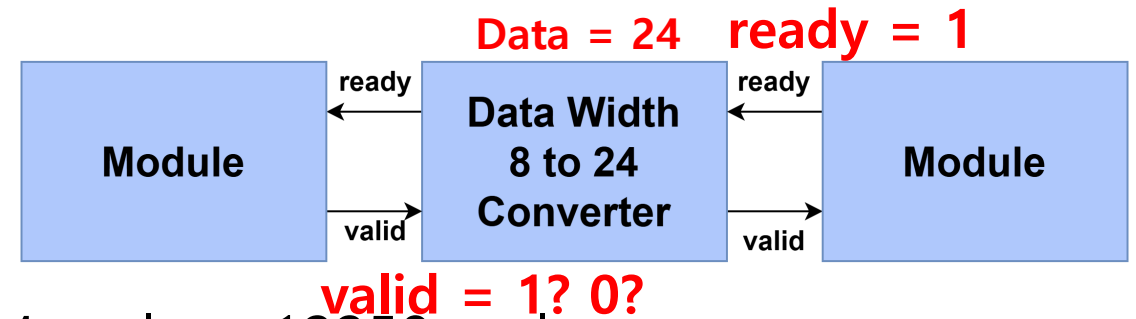 Data = 24 ready = 1
ready
ready
Module
Data Width
8 to 24
Converter
Module
valid
valid
valid = 1? 0?